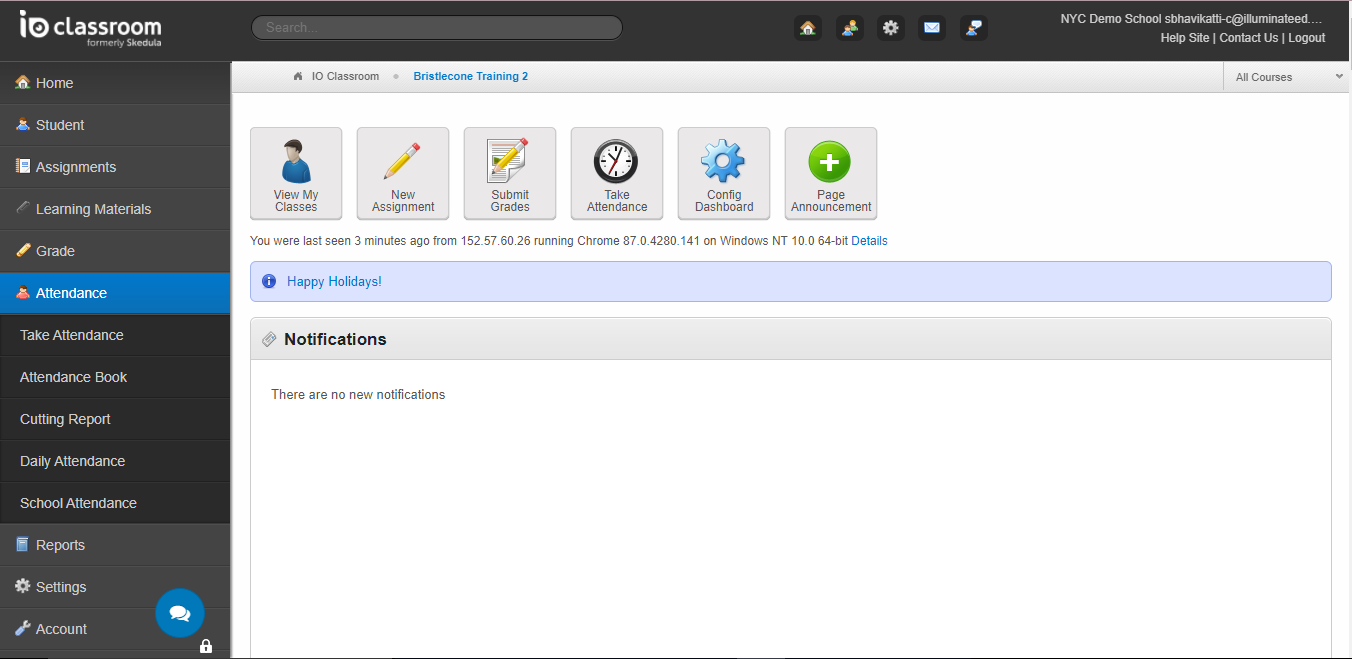 io classroom
formerly Skedula
Search...
NYC Demo School sbhavikatti-c@illuminateed....
Help Site | Contact Us | Logout
Home
Student
Assignments
Learning Materials
Grade
Attendance
Take Attendance
Attendance Book
Cutting Report
Daily Attendance
School Attendance
Reports
Settings
Account
IO Classroom
Bristlecone Training 2
All Courses
View My
Classes
New
Assignment
Submit
Grades
Take
Attendance
Config
Dashboard
Page
Announcement
You were last seen 3 minutes ago from 152.57.60.26 running Chrome 87.0.4280.141 on Windows NT 10.0 64-bit Details
Happy Holidays!
Notifications
There are no new notifications